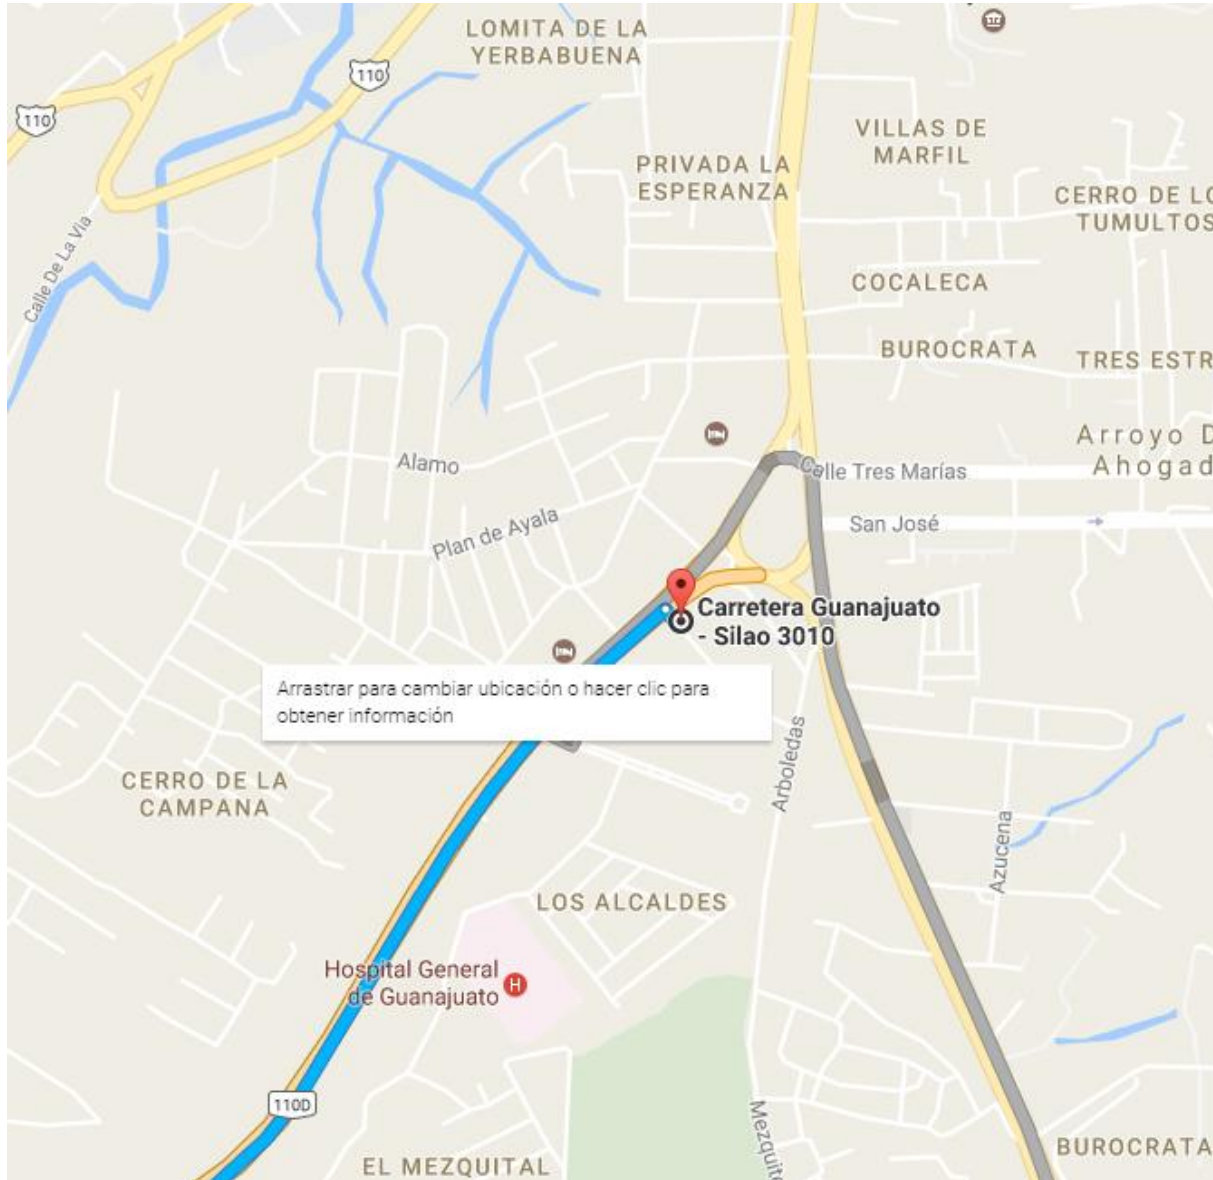 LOMITA DE LA
YERBABUENA
110
110
VILLAS DE
MARFIL
PRIVADA LA
ESPERANZA
CERRO DE LO
TUMULTOS
Calle De La Via
COCALECA
BUROCRATA
TRES ESTR
Arroyo D
Ahogad
Alamo
Calle Tres Marías
Plan de Ayala
San José
Carretera Guanajuato
- Silao 3010
Arrastrar para cambiar ubicación o hacer clic para
obtener información
Arboledas
CERRO DE LA
CAMPANA
Azucena
LOS ALCALDES
Hospital General
de Guanajuato
H
110D
Mezquite
EL MEZQUITAL
BUROCRATA